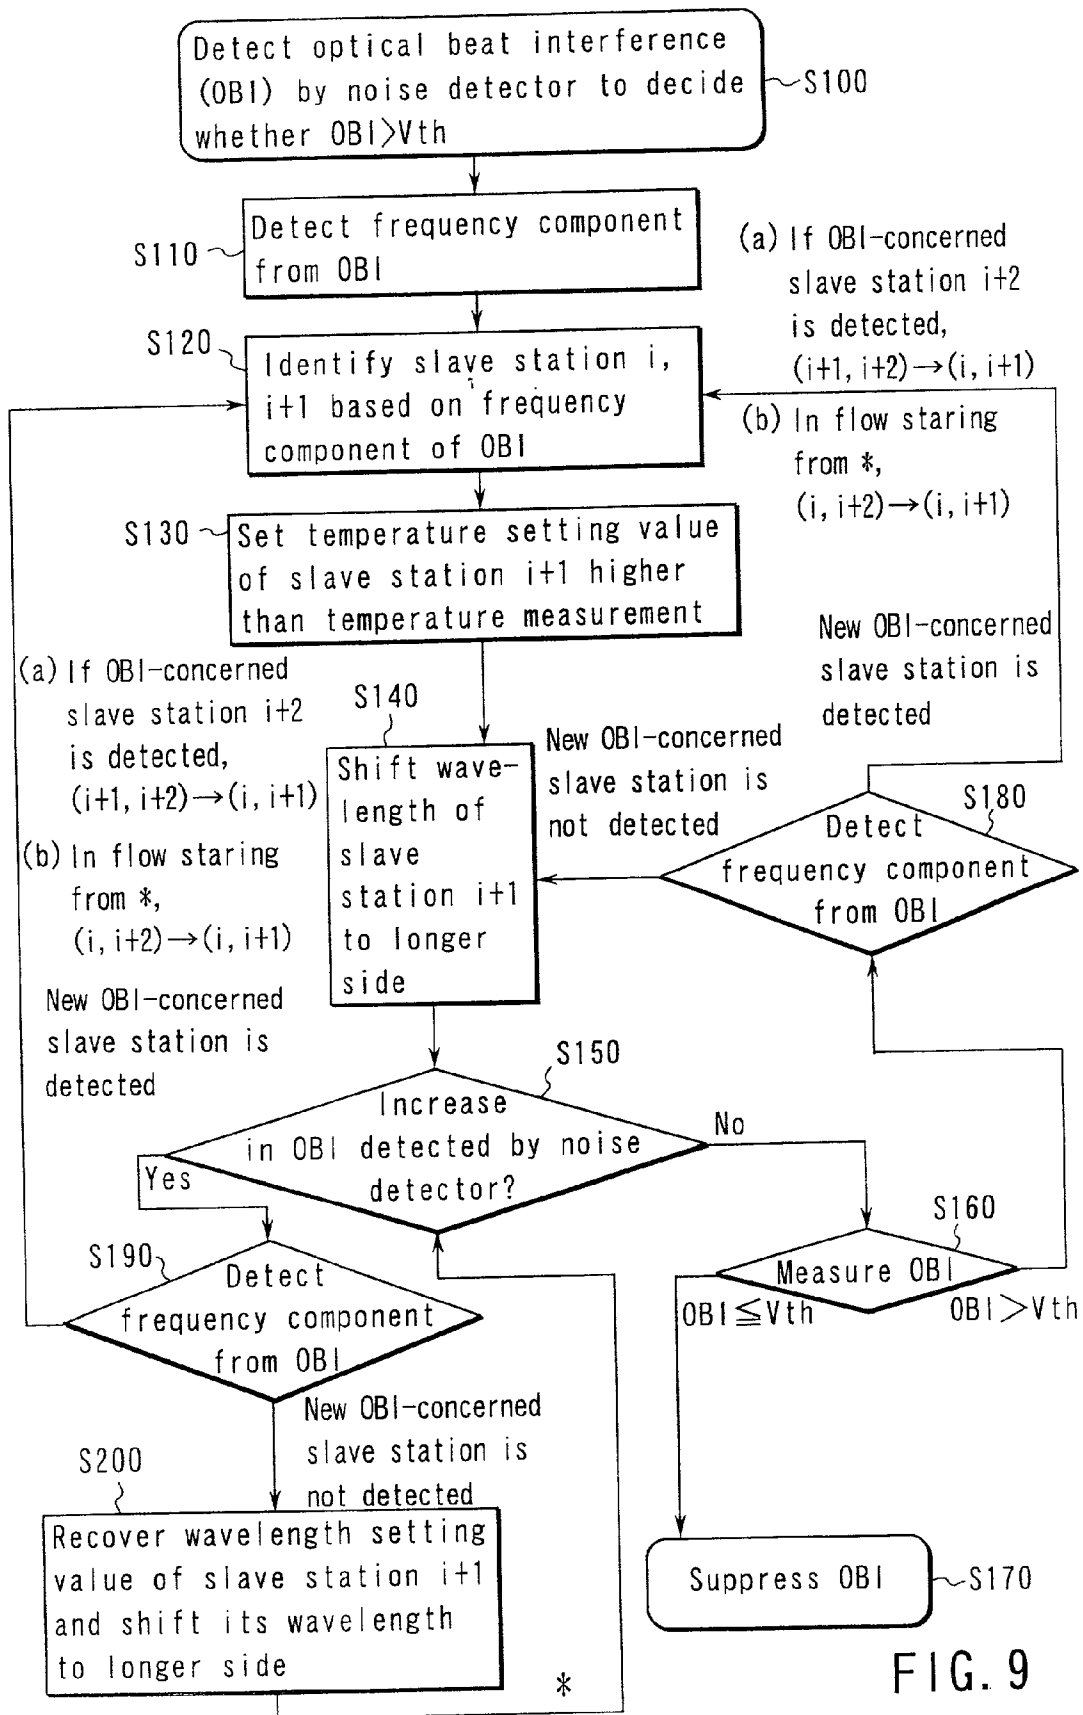 Detect optical beat interference
(OBI) by noise detector to decide
whether OBI>Vth
S100
Detect frequency component
from OBI
S110
(a) If OBI-concerned
slave station i+2
is detected,
(i+1, i+2)→(i, i+1)
(b) In flow staring
from *,
(i, i+2)→(i, i+1)
S120
Identify slave station i,
i+1 based on frequency
component of OBI
S130
Set temperature setting value
of slave station i+1 higher
than temperature measurement
New OBI-concerned
slave station is
detected
(a) If OBI-concerned
slave station i+2
is detected,
(i+1, i+2)→(i, i+1)
(b) In flow staring
from *,
(i, i+2)→(i, i+1)
New OBI-concerned
slave station is
detected
S140
Shift wave-
length of
slave
station i+1
to longer
side
New OBI-concerned
slave station is
not detected
S180
Detect
frequency component
from OBI
S150
Increase
in OBI detected by noise
detector?
No
Yes
S160
Measure OBI
OBI≦Vth
OBI>Vth
S190
Detect
frequency component
from OBI
New OBI-concerned
slave station is
not detected
S200
Recover wavelength setting
value of slave station i+1
and shift its wavelength
to longer side
*
Suppress OBI
S170
FIG. 9